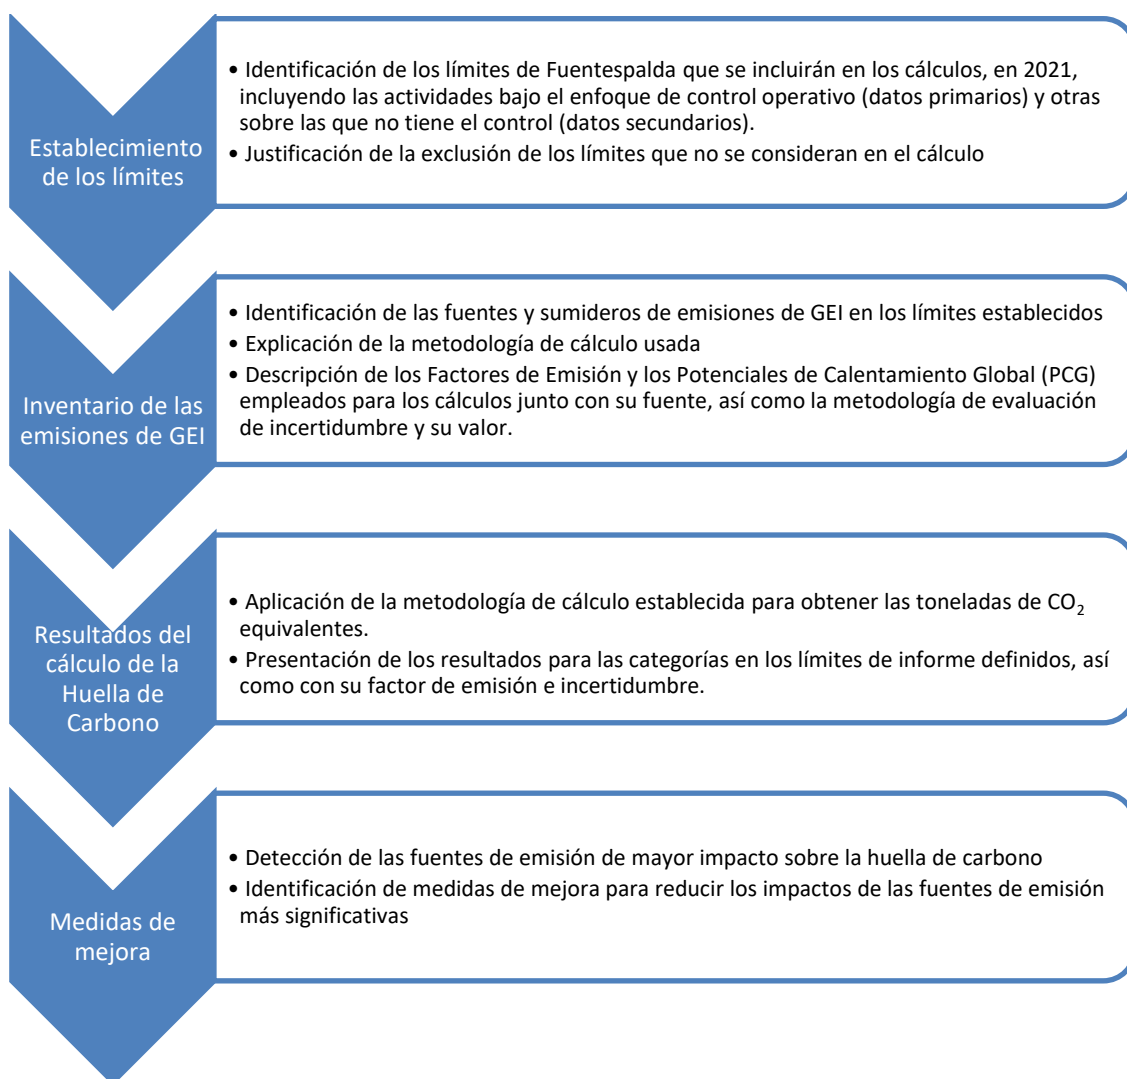 Establecimiento
de los límites
• Identificación de los límites de Fuentespalda que se incluirán en los cálculos, en 2021,
incluyendo las actividades bajo el enfoque de control operativo (datos primarios) y otras
sobre las que no tiene el control (datos secundarios).
• Justificación de la exclusión de los límites que no se consideran en el cálculo
Inventario de las
emisiones de GEI
• Identificación de las fuentes y sumideros de emisiones de GEI en los límites establecidos
• Explicación de la metodología de cálculo usada
• Descripción de los Factores de Emisión y los Potenciales de Calentamiento Global (PCG)
empleados para los cálculos junto con su fuente, así como la metodología de evaluación
de incertidumbre y su valor.
Resultados del
cálculo de la
Huella de
Carbono
• Aplicación de la metodología de cálculo establecida para obtener las toneladas de CO₂
equivalentes.
• Presentación de los resultados para las categorías en los límites de informe definidos, así
como con su factor de emisión e incertidumbre.
Medidas de
mejora
• Detección de las fuentes de emisión de mayor impacto sobre la huella de carbono
• Identificación de medidas de mejora para reducir los impactos de las fuentes de emisión
más significativas